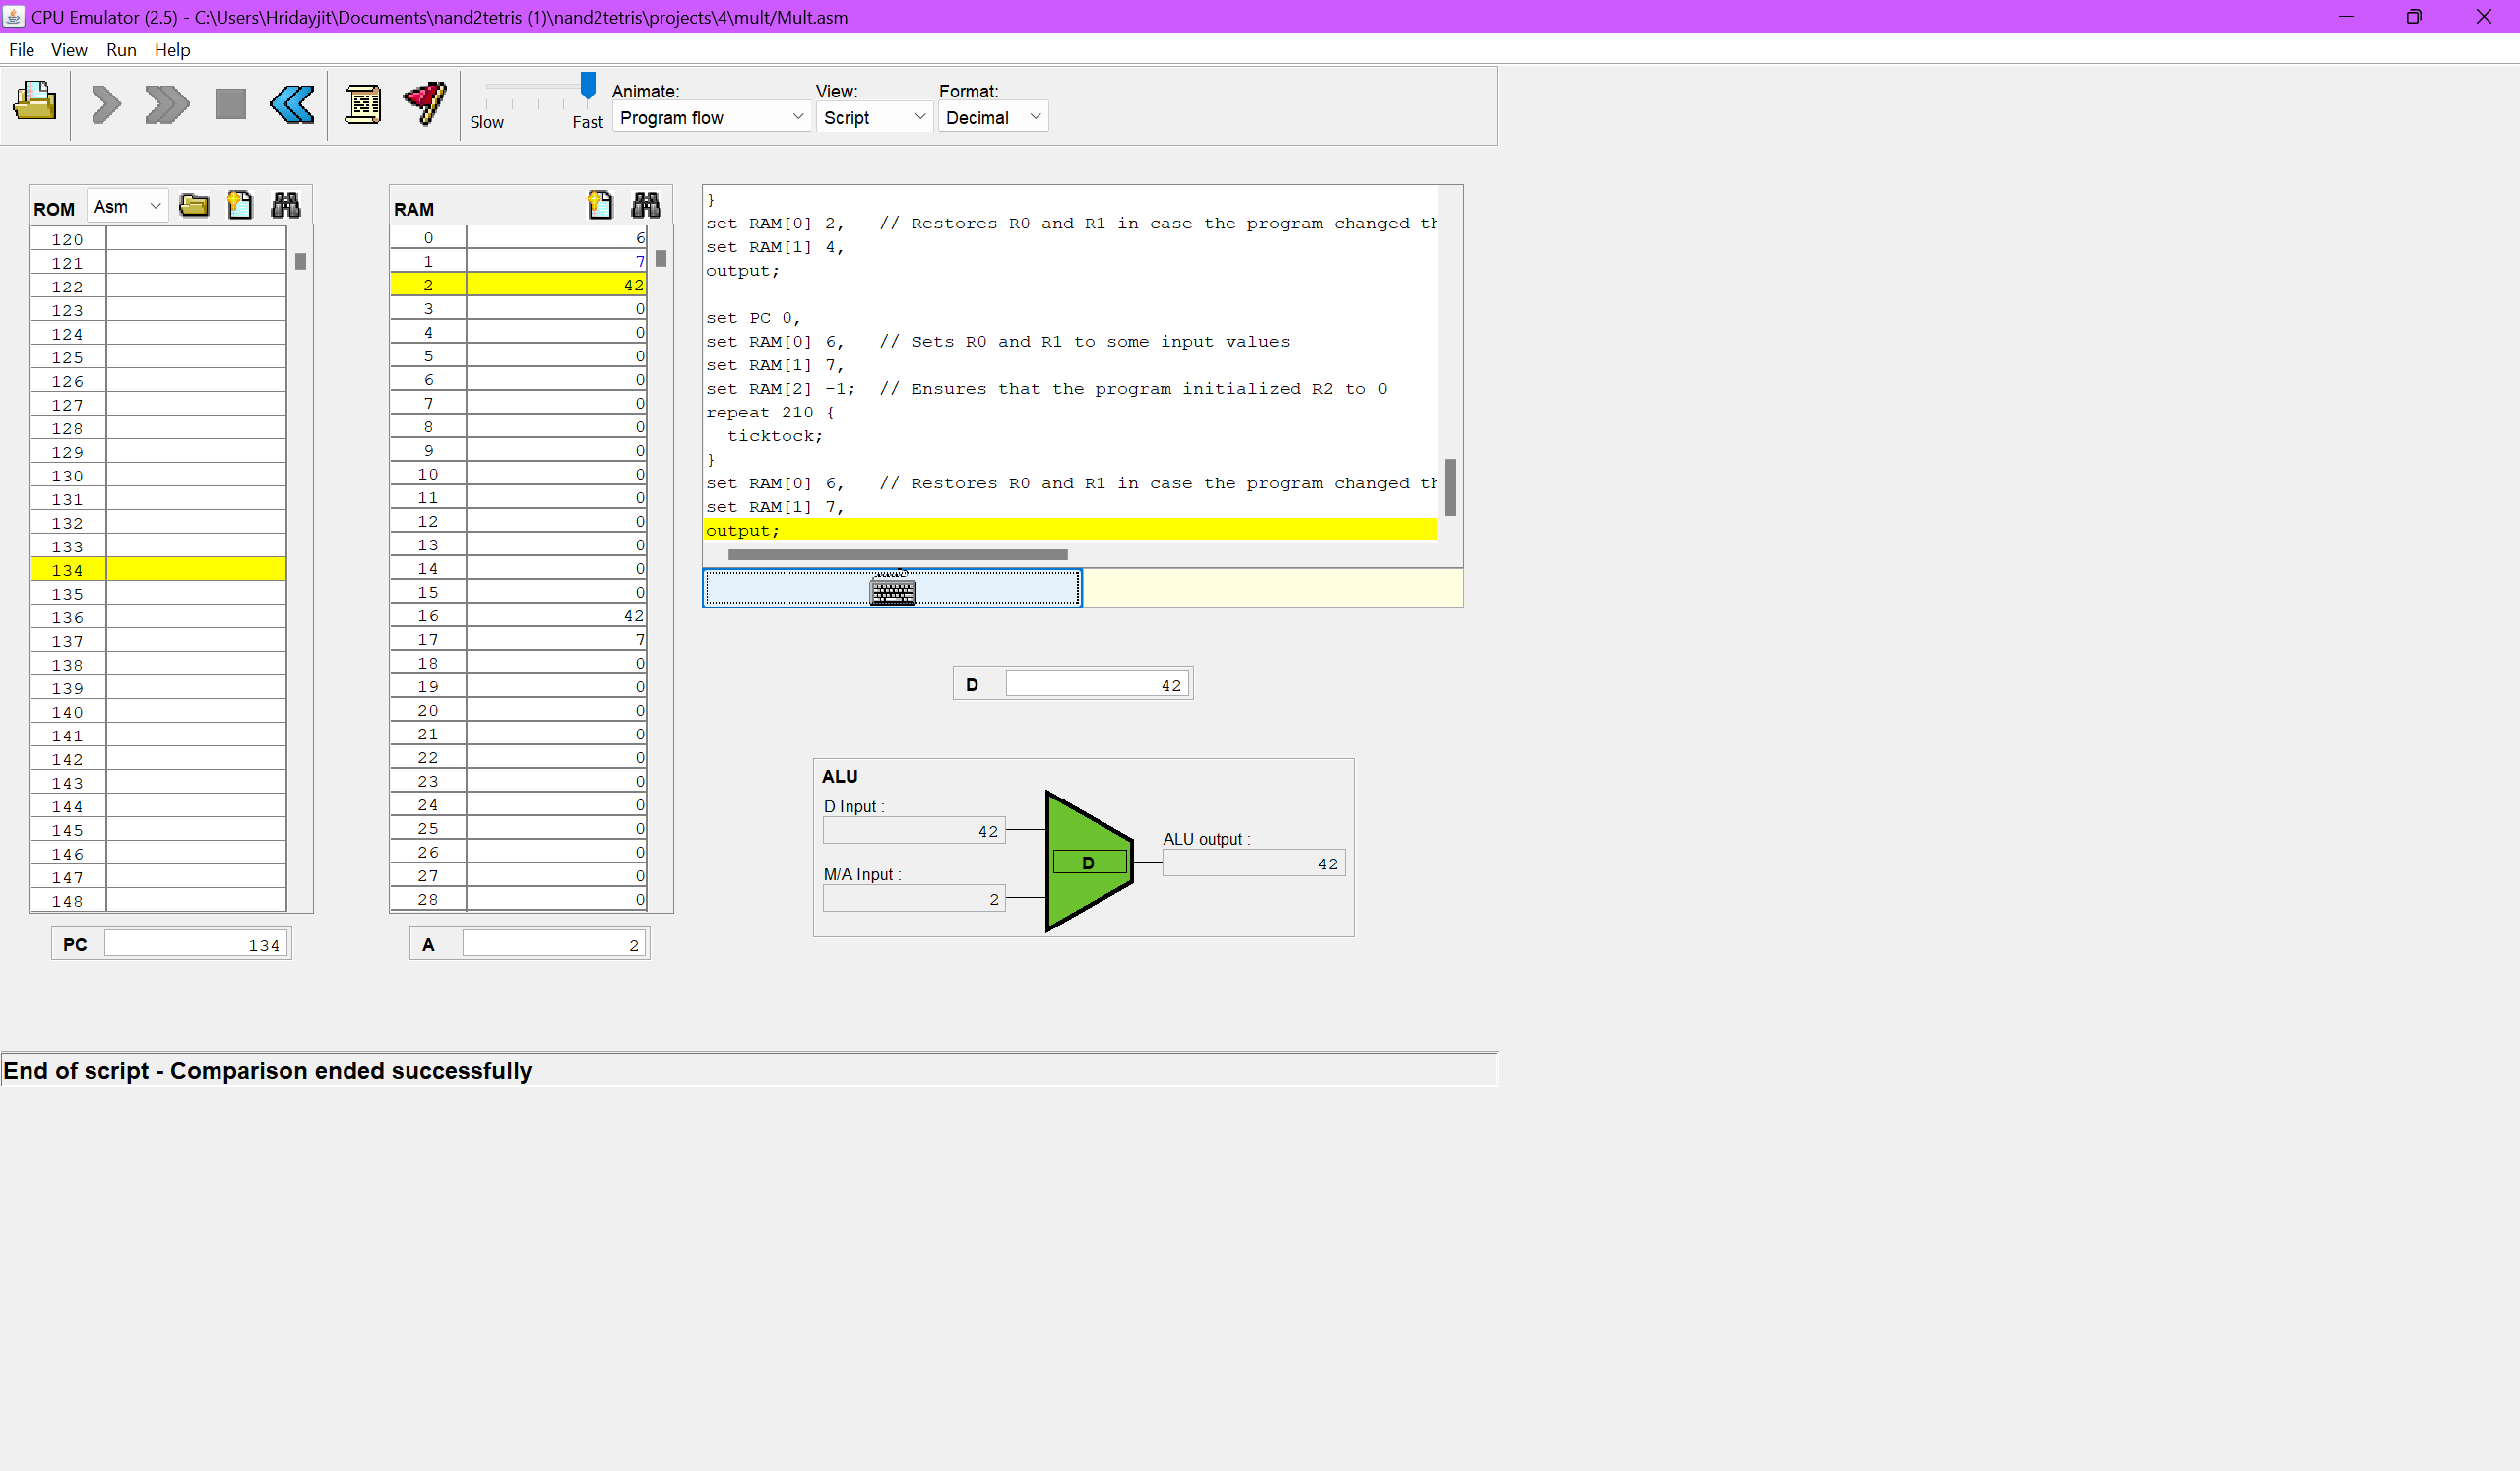 CPU Emulator (2.5) - C:\Users\Hridayjit\Documents\nand2tetris (1)\nand2tetris\projects\4\mult/Mult.asm
File View Run Help
Slow Fast
Animate:
Program flow
View:
Script
Format:
Decimal
ROM Asm
120
121
122
123
124
125
126
127
128
129
130
131
132
133
134
135
136
137
138
139
140
141
142
143
144
145
146
147
148
PC 134
RAM
0 6
1 7
2 42
3 0
4 0
5 0
6 0
7 0
8 0
9 0
10 0
11 0
12 0
13 0
14 0
15 0
16 42
17 7
18 0
19 0
20 0
21 0
22 0
23 0
24 0
25 0
26 0
27 0
28 0
A 2
}
set RAM[0] 2, // Restores R0 and R1 in case the program changed th
set RAM[1] 4,
output;
set PC 0,
set RAM[0] 6, // Sets R0 and R1 to some input values
set RAM[1] 7,
set RAM[2] -1; // Ensures that the program initialized R2 to 0
repeat 210 {
ticktock;
}
set RAM[0] 6, // Restores R0 and R1 in case the program changed th
set RAM[1] 7,
output;
D 42
ALU
D Input :
42
M/A Input :
2
D
ALU output :
42
End of script - Comparison ended successfully